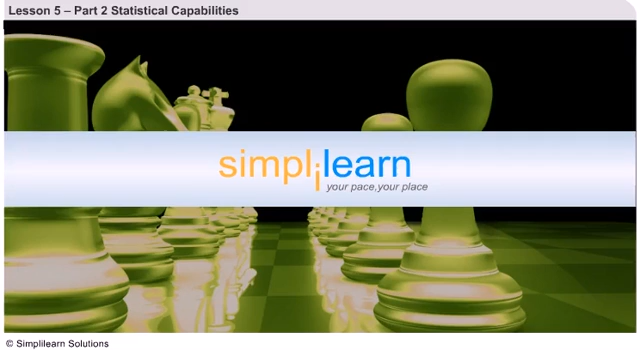 Lesson 5 – Part 2 Statistical Capabilities
simplilearn
your pace,your place
© Simplilearn Solutions